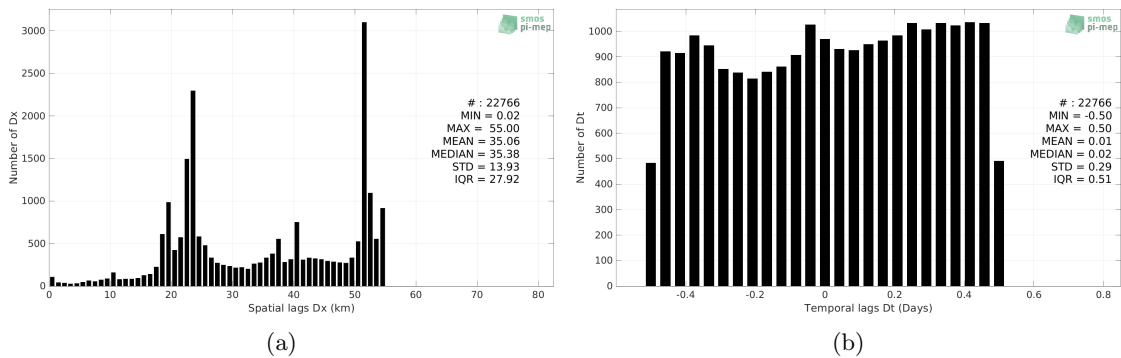 3000
2500
2000
1500
1000
500
0
Number of Dx
smos
pi-mep
# : 22766
MIN = 0.02
MAX = 55.00
MEAN = 35.06
MEDIAN = 35.38
STD = 13.93
IQR = 27.92
0 10 20 30 40 50 60 70 80
Spatial lags Dx (km)
(a)
1000
900
800
700
600
500
400
300
200
100
0
Number of Dt
smos
pi-mep
# : 22766
MIN = -0.50
MAX = 0.50
MEAN = 0.01
MEDIAN = 0.02
STD = 0.29
IQR = 0.51
-0.4 -0.2 0 0.2 0.4 0.6 0.8
Temporal lags Dt (Days)
(b)